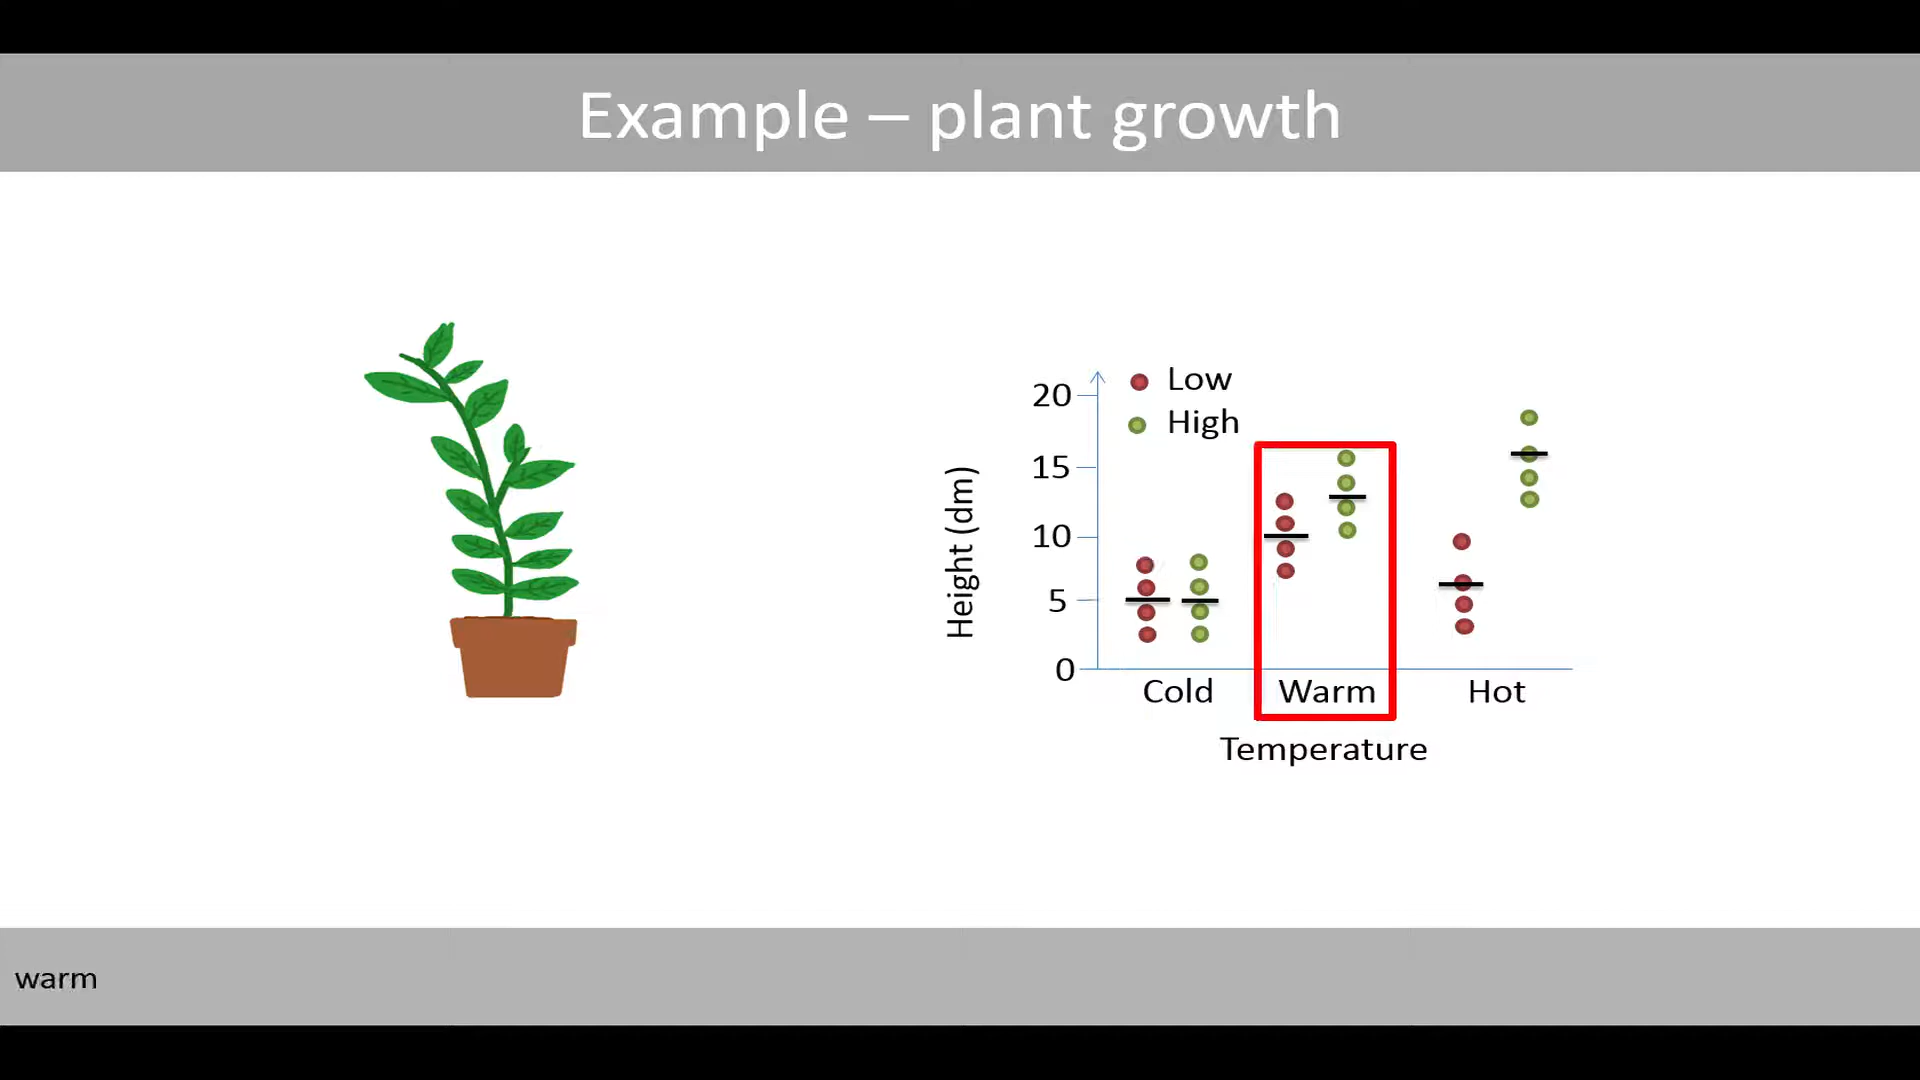 Example – plant growth
Low
High
20
15
10
5
0
Height (dm)
Cold
Warm
Hot
Temperature
warm